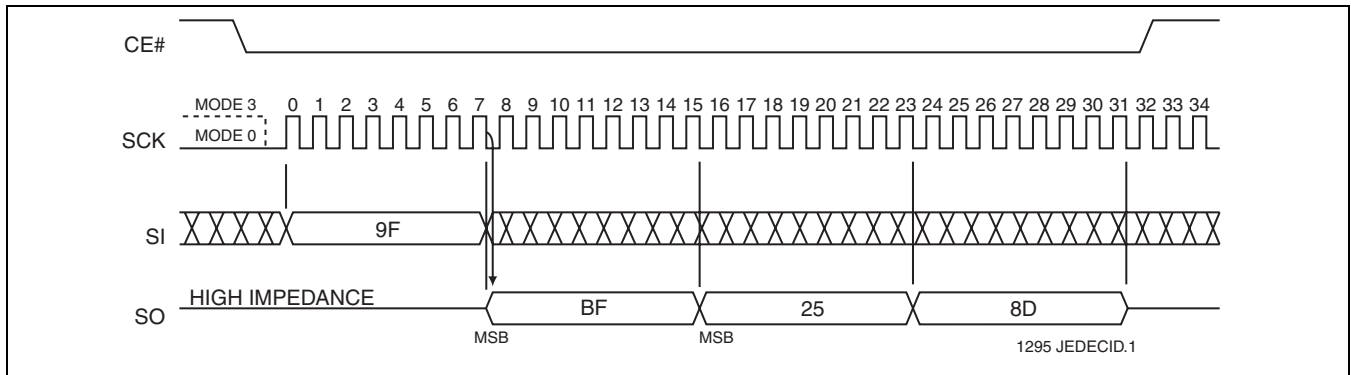 CE#
MODE 3 0 1 2 3 4 5 6 7 8 9 10 11 12 13 14 15 16 17 18 19 20 21 22 23 24 25 26 27 28 29 30 31 32 33 34
SCK MODE 0
SI 9F
HIGH IMPEDANCE
SO BF 25 8D
MSB MSB
1295 JEDECID.1